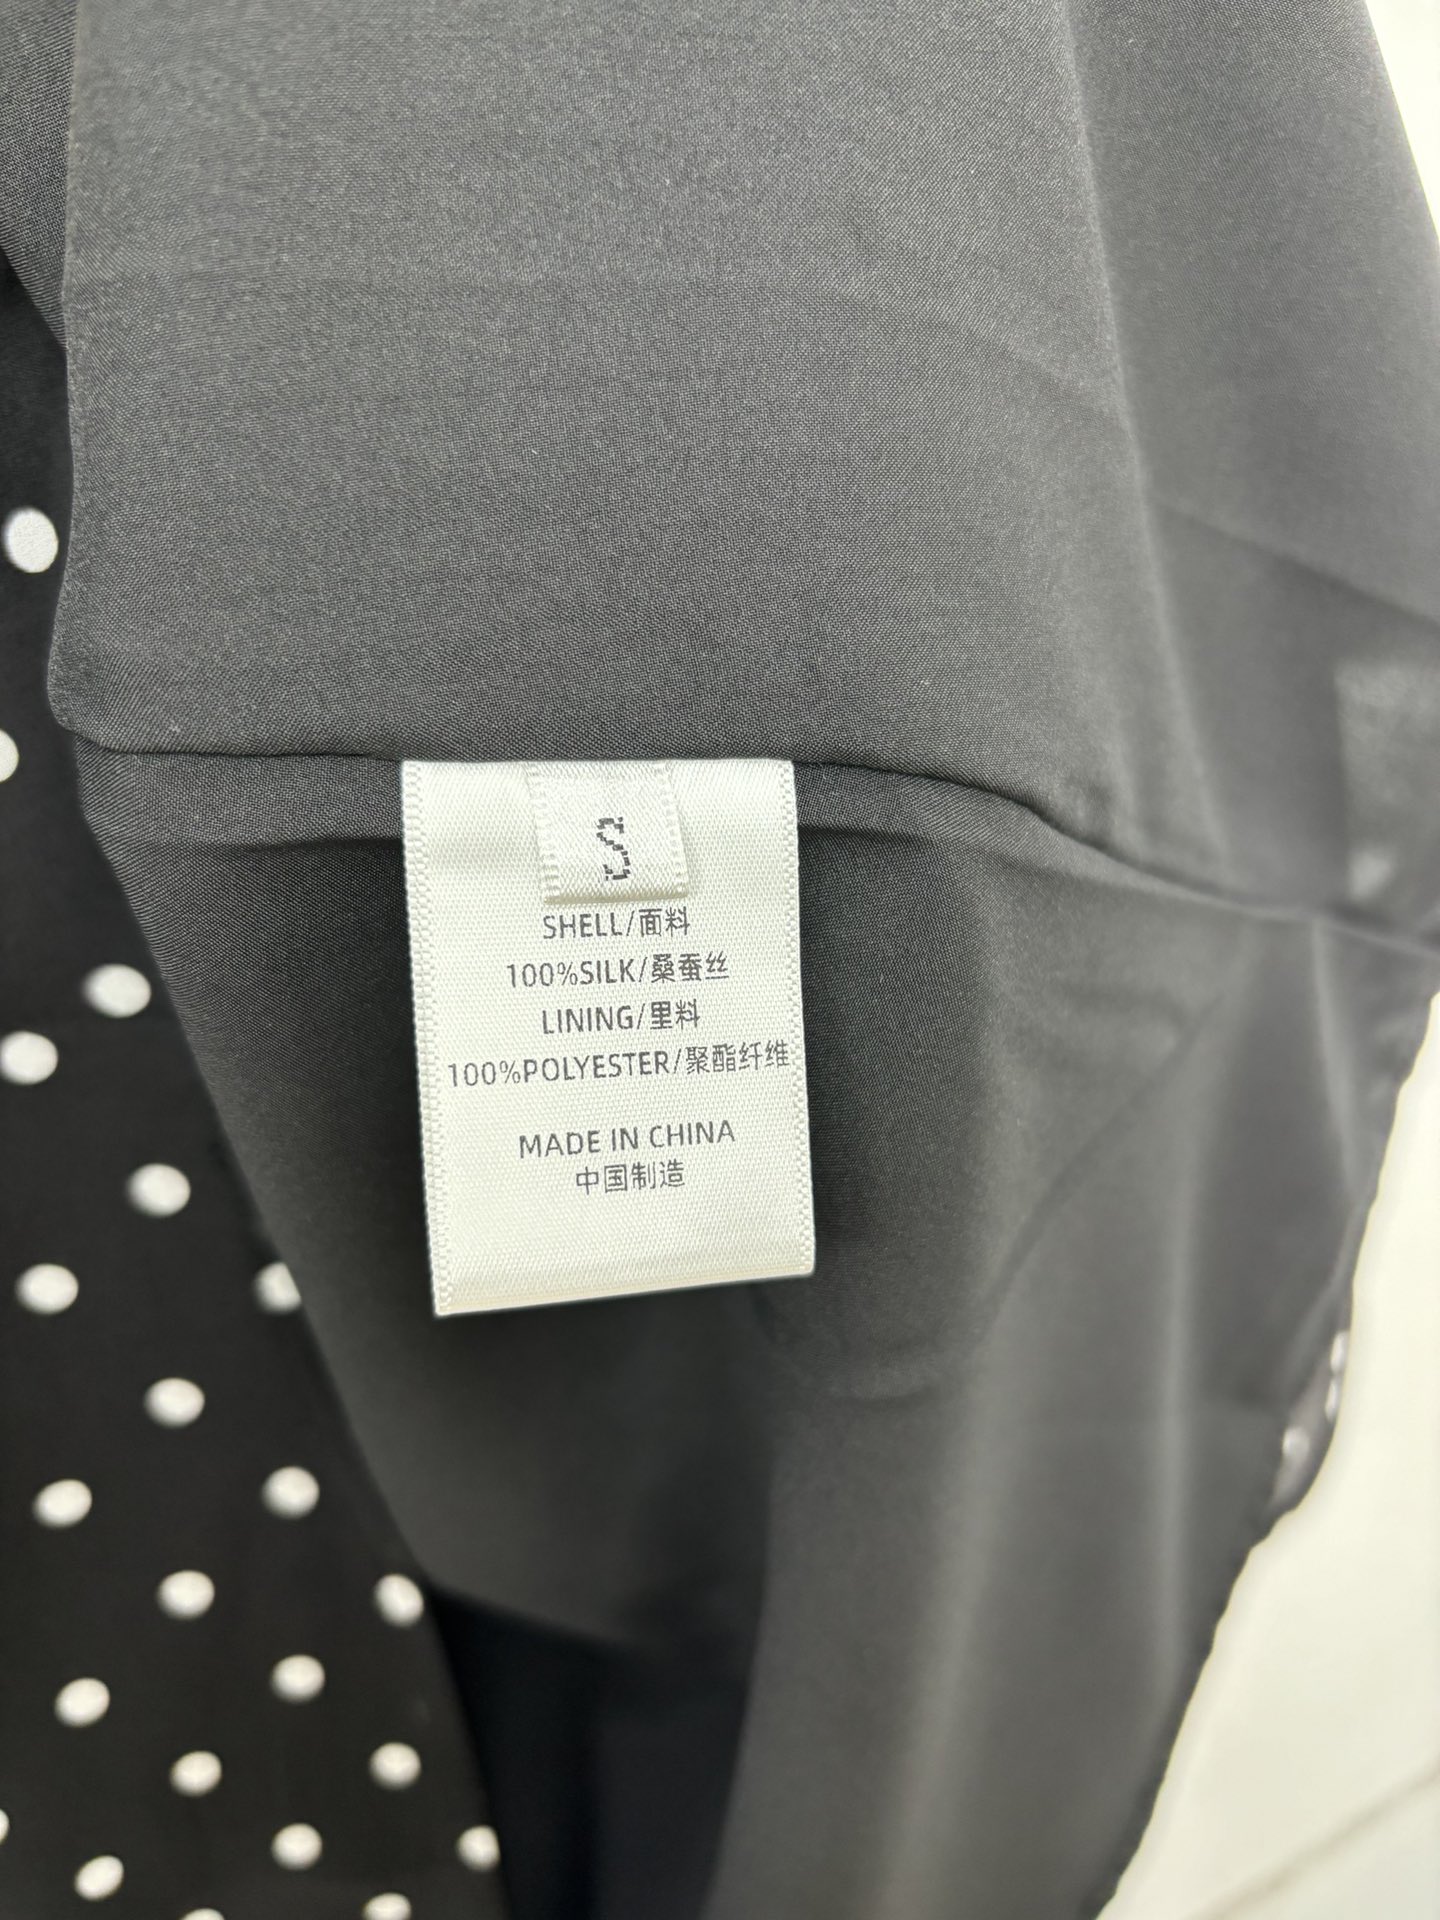 S
SHELL/面料
100%SILK/桑蚕丝
LINING/里料
100%POLYESTER/聚酯纤维
MADE IN CHINA
中国制造